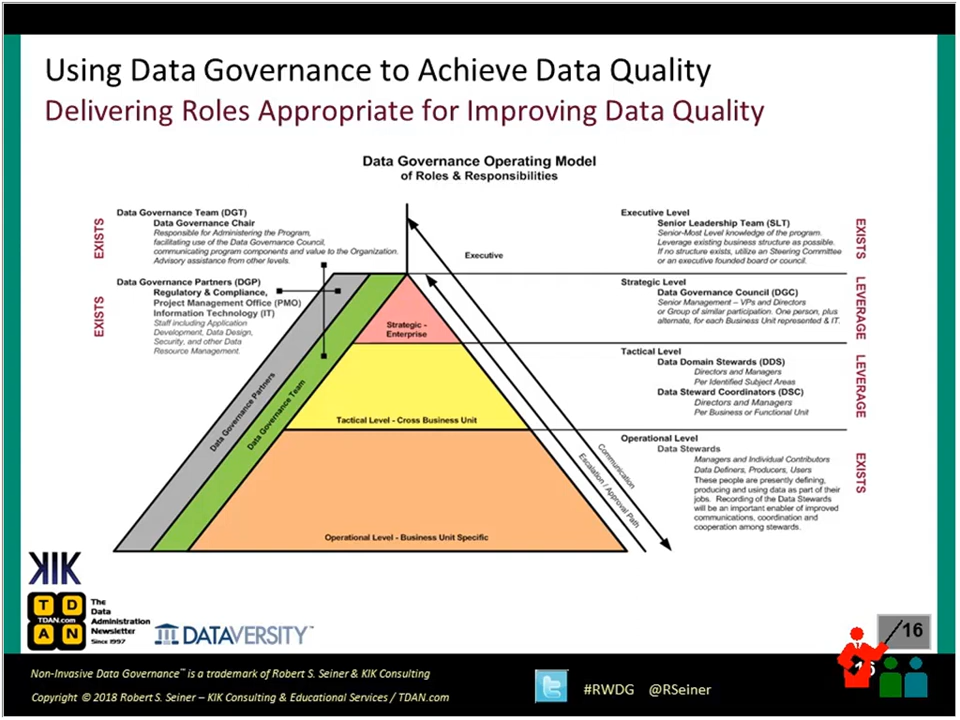 Using Data Governance to Achieve Data Quality
Delivering Roles Appropriate for Improving Data Quality
Data Governance Operating Model
of Roles & Responsibilities
EXISTS
Data Governance Team (DGT)
Data Governance Chair
Responsible for Administering the Program,
facilitating use of the Data Governance Council,
communicating program components and value to the Organization.
Advisory assistance from other levels.
EXISTS
Data Governance Partners (DGP)
Regulatory & Compliance,
Project Management Office (PMO)
Information Technology (IT)
Staff including Application
Development, Data Design,
Security, and other Data
Resource Management.
Executive
Strategic -
Enterprise
Tactical Level - Cross Business Unit
Operational Level - Business Unit Specific
Data Governance Partners
Data Governance Team
Communication
Escalation / Approval Path
Executive Level
Senior Leadership Team (SLT)
Senior-Most Level knowledge of the program.
Leverage existing business structure as possible.
If no structure exists, utilize an Steering Committee
or an executive founded board or council.
EXISTS
Strategic Level
Data Governance Council (DGC)
Senior Management – VPs and Directors
or Group of similar participation. One person, plus
alternate, for each Business Unit represented & IT.
LEVERAGE
Tactical Level
Data Domain Stewards (DDS)
Directors and Managers
Per Identified Subject Areas
Data Steward Coordinators (DSC)
Directors and Managers
Per Business or Functional Unit
LEVERAGE
Operational Level
Data Stewards
Managers and Individual Contributors
Data Definers, Producers, Users
These people are presently defining,
producing and using data as part of their
jobs. Recording of the Data Stewards
will be an important enabler of improved
communications, coordination and
cooperation among stewards.
EXISTS
KIK
T D
TDAN.com
A N
The
Data
Administration
Newsletter
Since 1997
DATAVERSITY™
/16
16
Non-Invasive Data Governance™ is a trademark of Robert S. Seiner & KIK Consulting
Copyright © 2018 Robert S. Seiner – KIK Consulting & Educational Services / TDAN.com
#RWDG @RSeiner